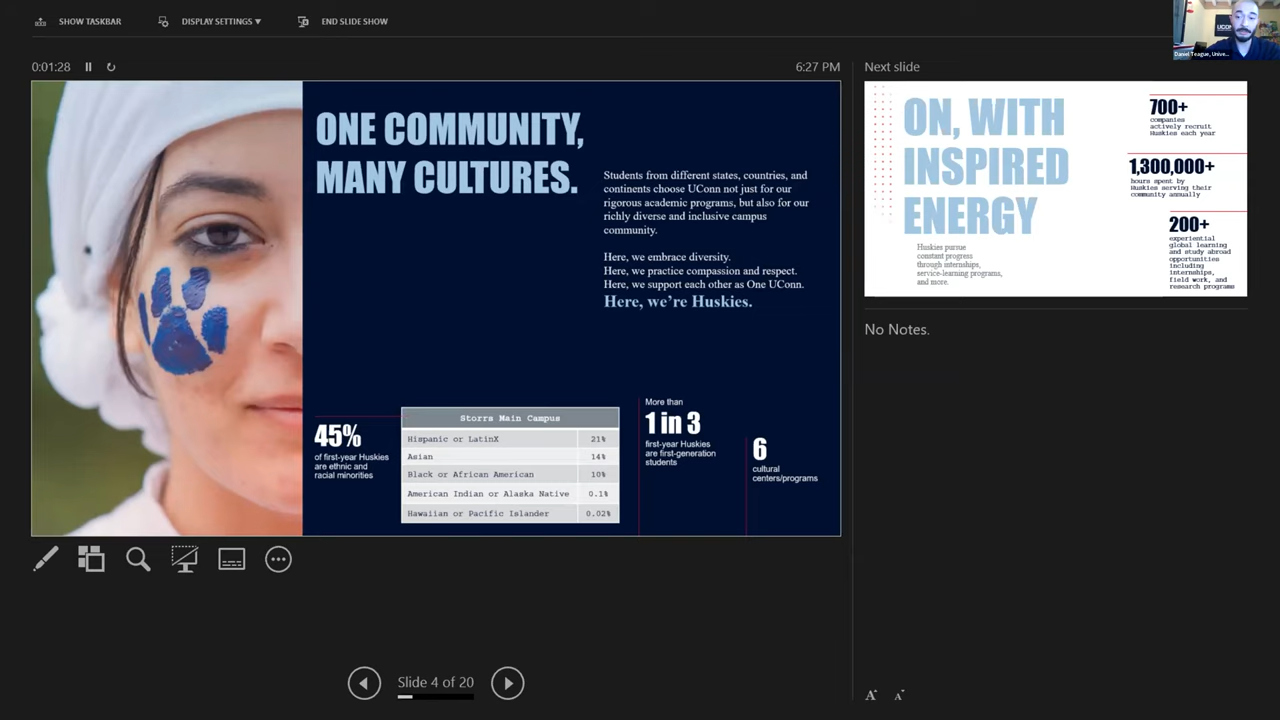 SHOW TASKBAR
DISPLAY SETTINGS ▼
END SLIDE SHOW
0:01:28
6:27 PM
ONE COMMUNITY,
MANY CULTURES.
Students from different states, countries, and
continents choose UConn not just for our
rigorous academic programs, but also for our
richly diverse and inclusive campus
community.
Here, we embrace diversity.
Here, we practice compassion and respect.
Here, we support each other as One UConn.
Here, we’re Huskies.
45%
of first-year Huskies
are ethnic and
racial minorities
Storrs Main Campus
Hispanic or LatinX 21%
Asian 14%
Black or African American 10%
American Indian or Alaska Native 0.1%
Hawaiian or Pacific Islander 0.02%
More than
1 in 3
first-year Huskies
are first-generation
students
6
cultural
centers/programs
Slide 4 of 20
Next slide
ON, WITH
INSPIRED
ENERGY
Huskies pursue
constant progress
through internships,
service-learning programs,
and more.
700+
companies
actively recruit
Huskies each year
1,300,000+
hours spent by
Huskies serving their
community annually
200+
experiential
global learning
and study abroad
opportunities
including
internships,
field work, and
research programs
No Notes.
A A
UCONN
Daniel Teague, Unive...